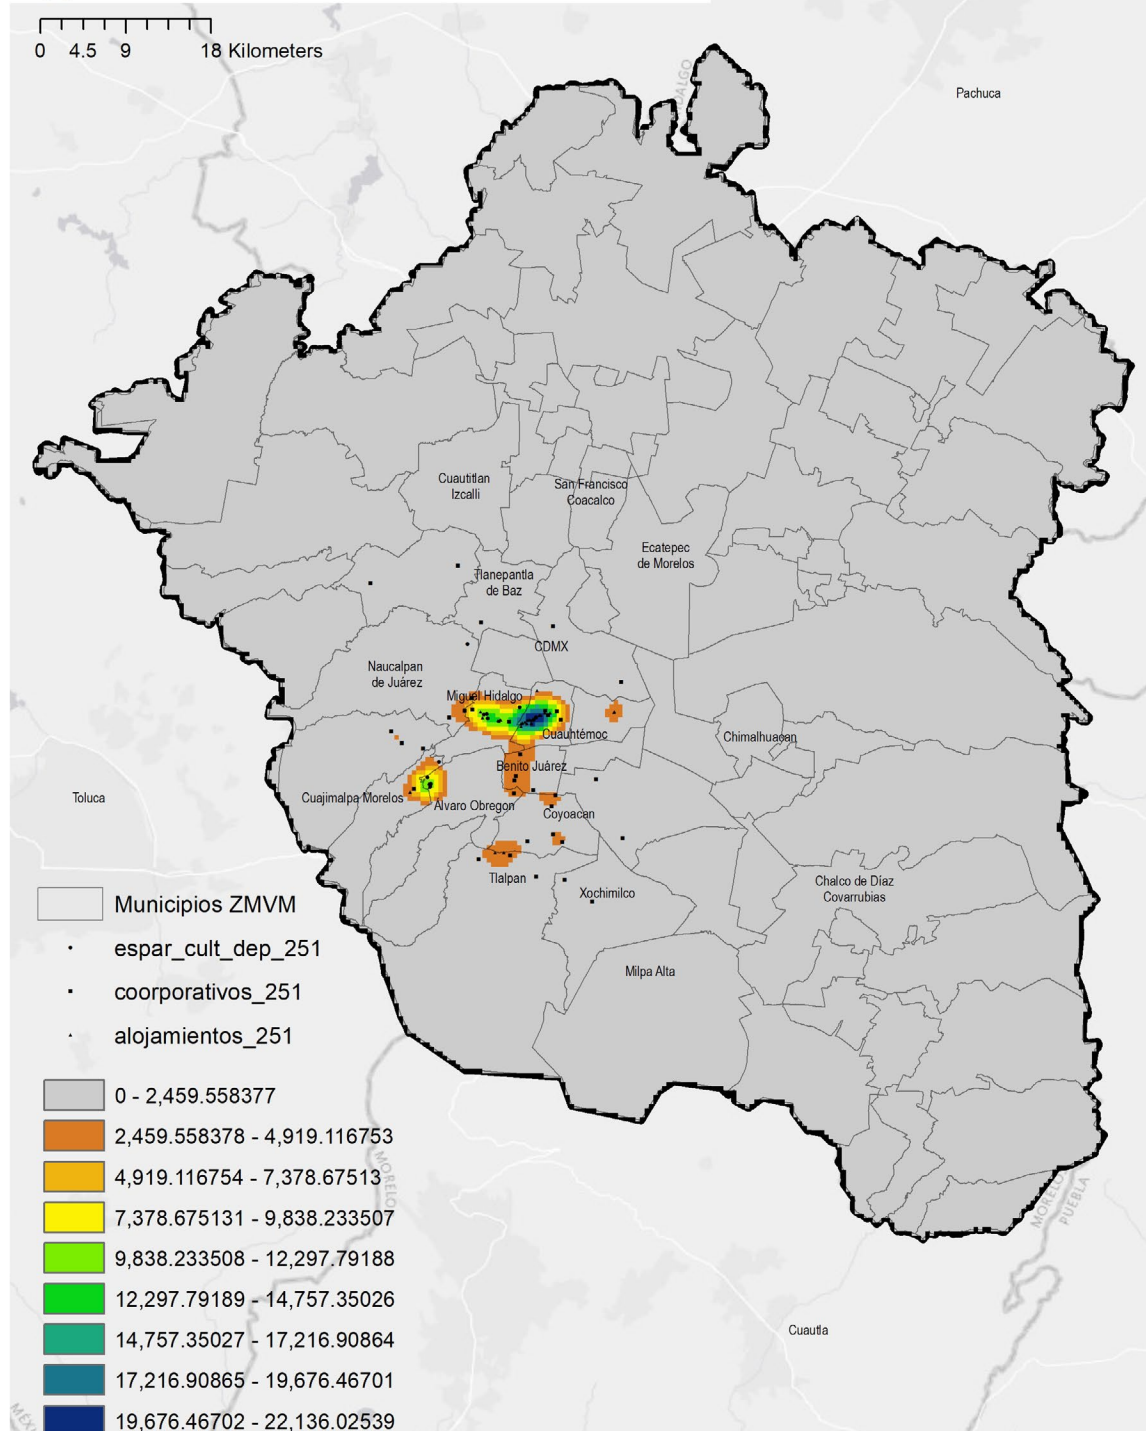 0 4.5 9 18 Kilometers
Pachuca
Cuautitlan
Izcalli
San Francisco
Coacalco
Ecatepec
de Morelos
Tlanepantla
de Baz
CDMX
Naucalpan
de Juárez
Miguel Hidalgo
Cuauhtémoc
Chimalhuacan
Benito Juárez
Toluca
Cuajimalpa Morelos
Alvaro Obregon
Coyoacan
Tlalpan
Xochimilco
Chalco de Díaz
Covarrubias
Milpa Alta
Municipios ZMVM
espar_cult_dep_251
coorporativos_251
alojamientos_251
0 - 2,459.558377
2,459.558378 - 4,919.116753
4,919.116754 - 7,378.67513
7,378.675131 - 9,838.233507
9,838.233508 - 12,297.79188
12,297.79189 - 14,757.35026
14,757.35027 - 17,216.90864
17,216.90865 - 19,676.46701
19,676.46702 - 22,136.02539
MORELO
MORELO
PUEBLA
Cuautla